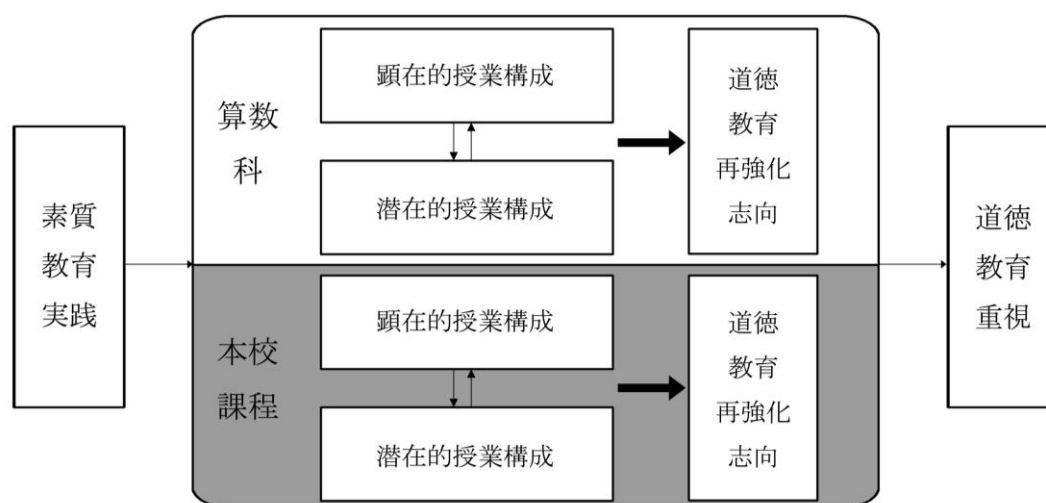 素質
教育
実践
算数
科
顕在的授業構成
潜在的授業構成
道徳
教育
再強化
志向
本校
課程
顕在的授業構成
潜在的授業構成
道徳
教育
再強化
志向
道徳
教育
重視